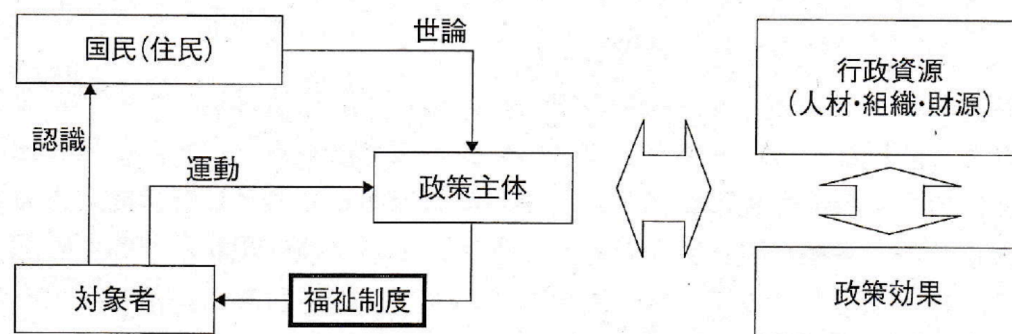 国民(住民)
世論
行政資源
(人材・組織・財源)
認識
運動
政策主体
対象者
福祉制度
政策効果